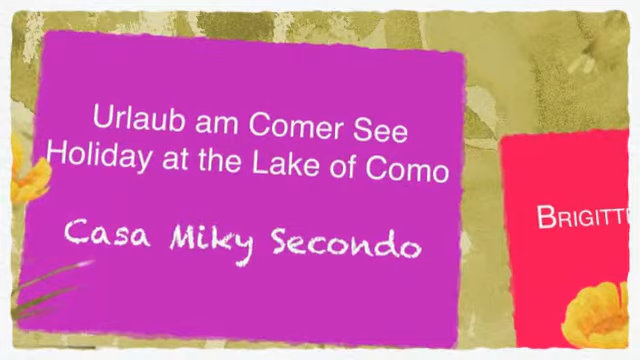 Urlaub am Comer See
Holiday at the Lake of Como
Casa Miky Secondo